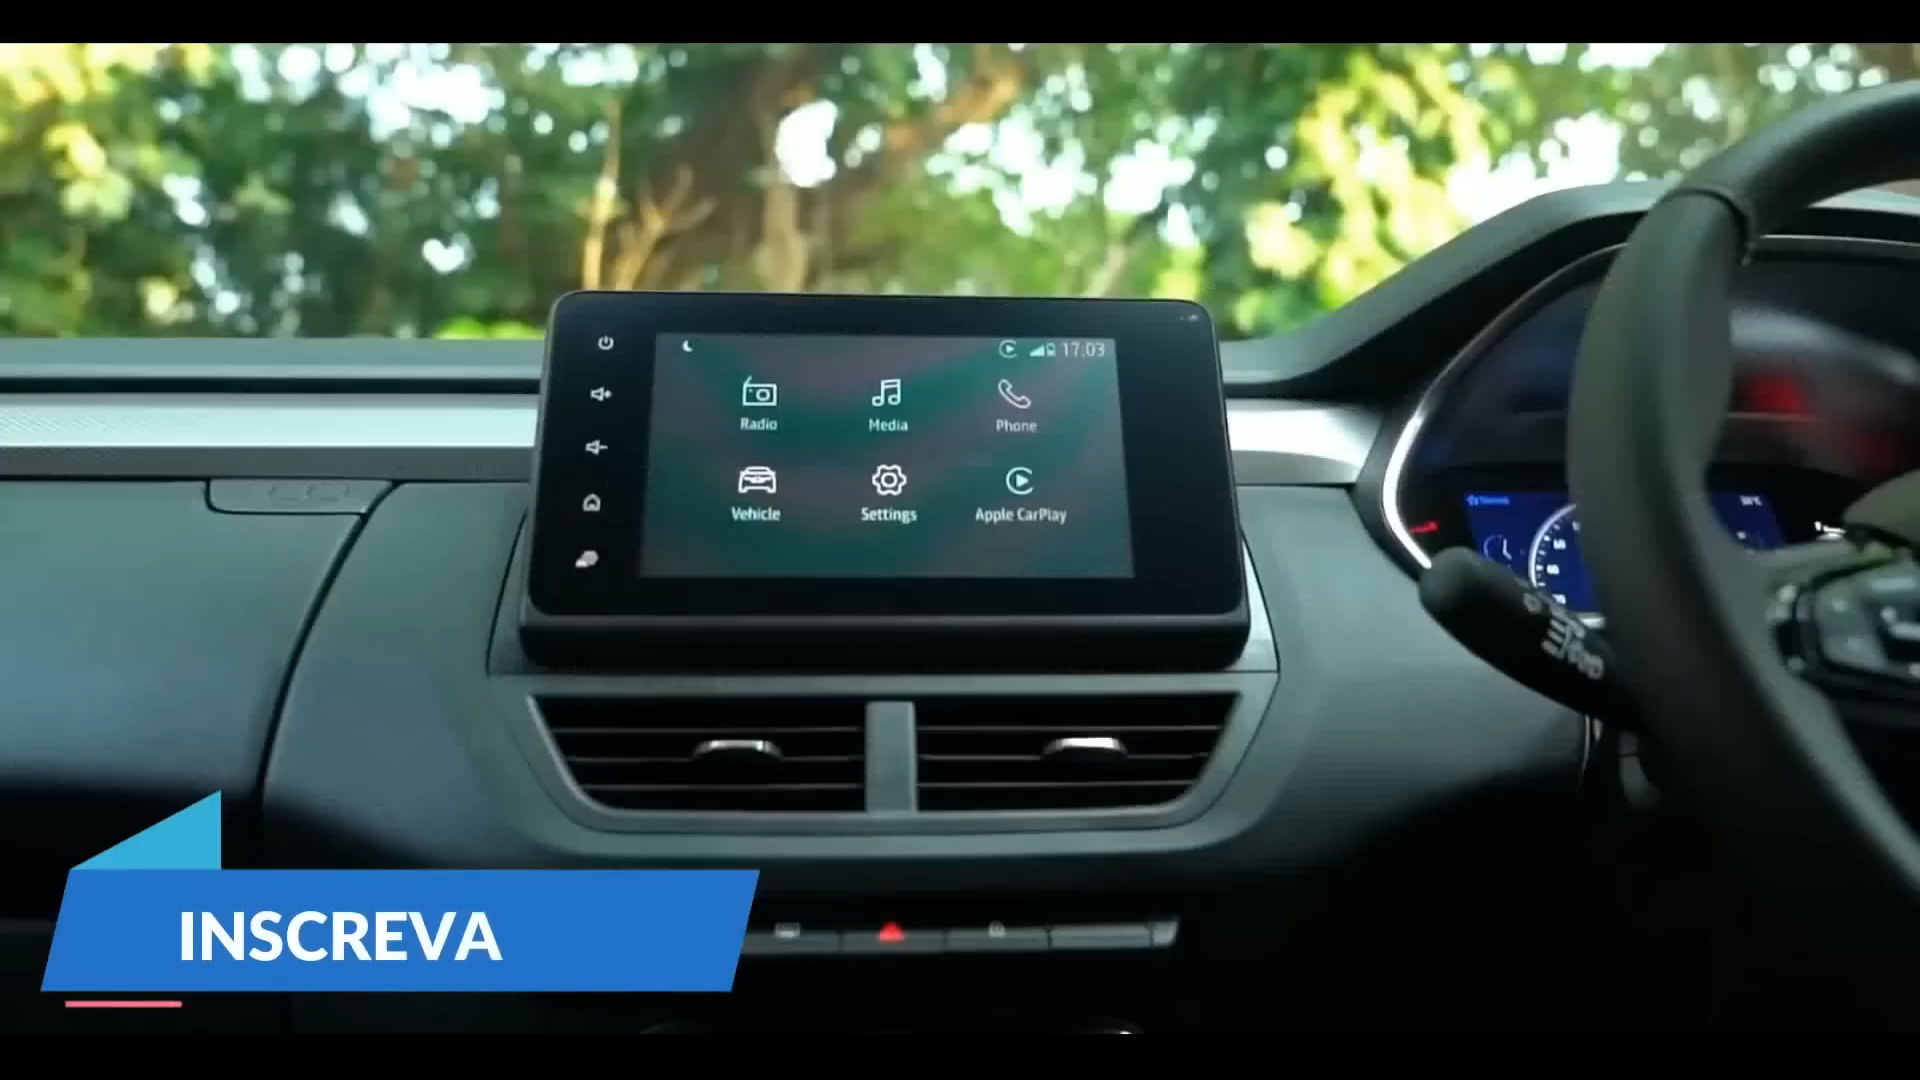 17:03
Radio
Media
Phone
Vehicle
Settings
Apple CarPlay
INSCREVA